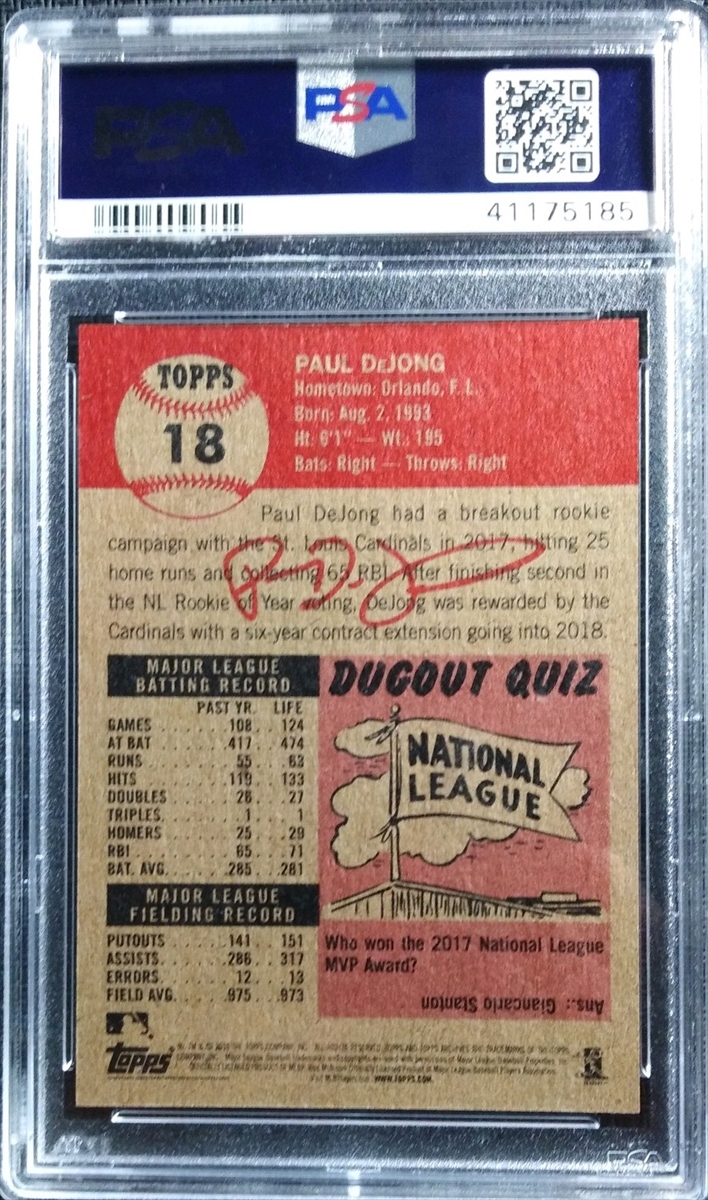 PSA
PSA
41175185
TOPPS
18
PAUL DeJONG
Hometown: Orlando, F. L.
Born: Aug. 2, 1993
Ht: 6'1" — Wt.: 195
Bats: Right — Throws: Right
Paul DeJong had a breakout rookie
campaign with the St. Louis Cardinals in 2017, hitting 25
home runs and collecting 65 RBI. After finishing second in
the NL Rookie of Year voting, DeJong was rewarded by the
Cardinals with a six-year contract extension going into 2018.
MAJOR LEAGUE
BATTING RECORD
PAST YR. LIFE
GAMES 108 124
AT BAT 417 474
RUNS 55 63
HITS 119 133
DOUBLES 26 27
TRIPLES 1 1
HOMERS 25 29
RBI 65 71
BAT. AVG. .285 .281
MAJOR LEAGUE
FIELDING RECORD
PUTOUTS 141 151
ASSISTS 286 317
ERRORS 12 13
FIELD AVG. .975 .973
DUGOUT QUIZ
NATIONAL
LEAGUE
Who won the 2017 National League
MVP Award?
Ans.: Giancarlo Stanton
Topps
WWW.TOPPS.COM
PSA